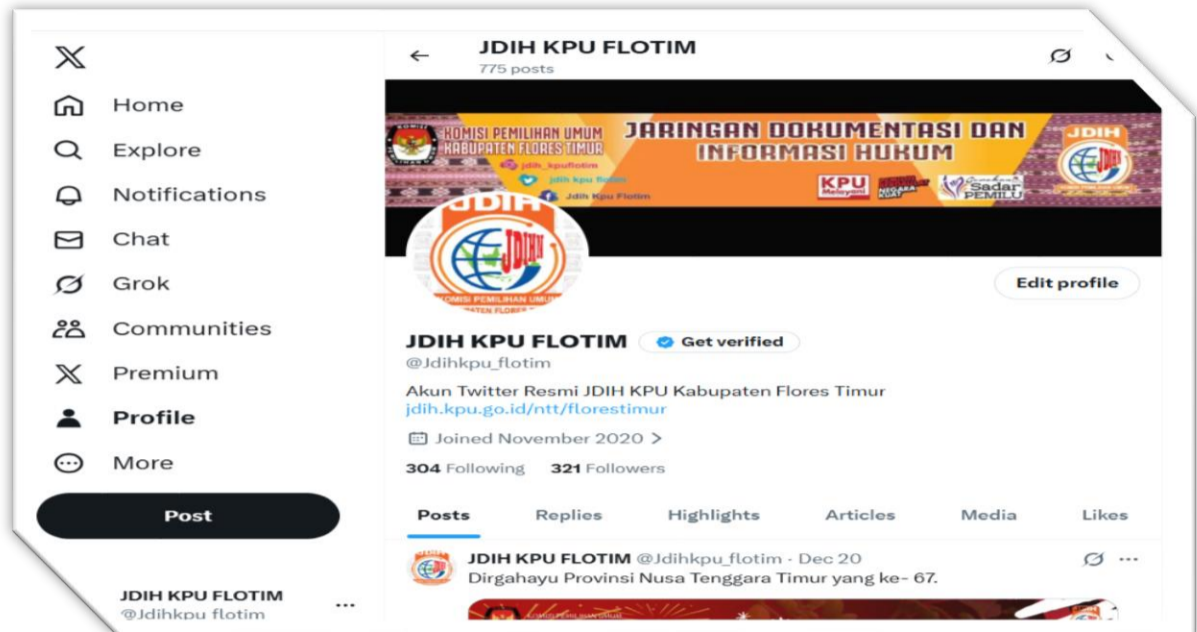 Home
Explore
Notifications
Chat
Grok
Communities
Premium
Profile
More
Post
JDIH KPU FLOTIM
@Jdihkpu_flotim
JDIH KPU FLOTIM
775 posts
KOMISI PEMILIHAN UMUM
KABUPATEN FLORES TIMUR
jdih_kpuflotim
jdih kpu flotim
Jdih Kpu Flotim
JARINGAN DOKUMENTASI DAN
INFORMASI HUKUM
KPU
Melayani
Sadar
PEMILU
JDIH
JDIHN
JDIH
JDIHN
KOMISI PEMILIHAN UMUM
Edit profile
JDIH KPU FLOTIM
Get verified
@Jdihkpu_flotim
Akun Twitter Resmi JDIH KPU Kabupaten Flores Timur
jdih.kpu.go.id/ntt/florestimur
Joined November 2020
304 Following 321 Followers
Posts Replies Highlights Articles Media Likes
JDIH KPU FLOTIM @Jdihkpu_flotim · Dec 20
Dirgahayu Provinsi Nusa Tenggara Timur yang ke- 67.
KOMISI PEMILIHAN UMUM